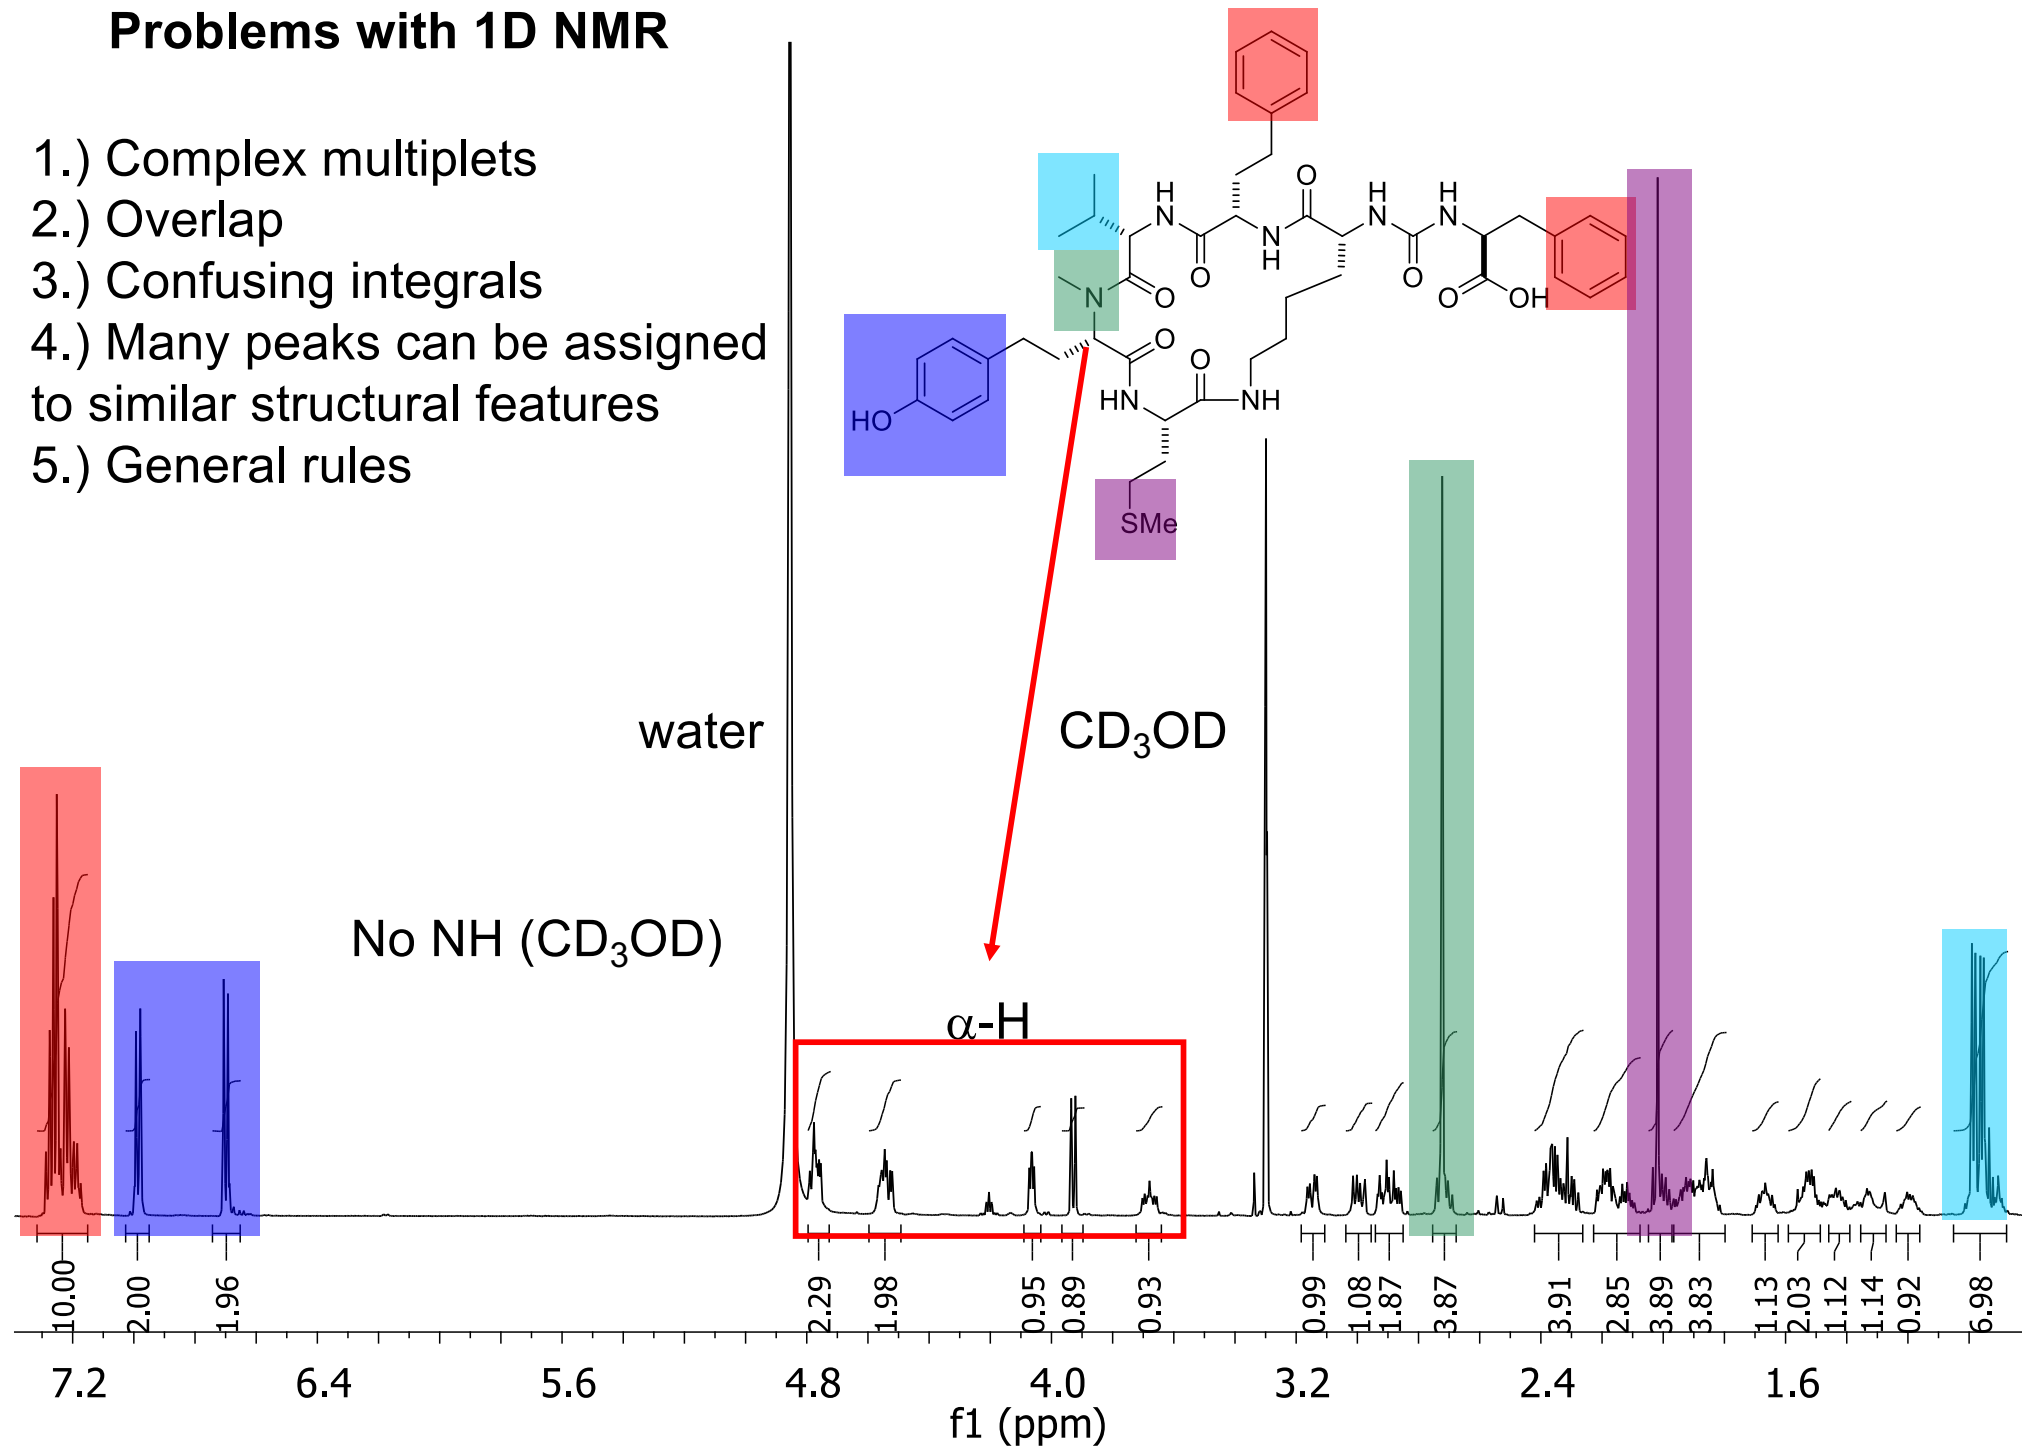 Problems with 1D NMR
1.) Complex multiplets
2.) Overlap
3.) Confusing integrals
4.) Many peaks can be assigned
to similar structural features
5.) General rules
O
H
N
H
N
H
N
O
N
H
O
O
OH
O
N
O
O
O
HN
NH
HO
SMe
water
CD₃OD
No NH (CD₃OD)
α-H
10.00
2.00
1.96
2.29
1.98
0.95
0.89
0.93
0.99
1.08
1.87
3.87
3.91
2.85
3.89
3.83
1.13
2.03
1.12
1.14
0.92
6.98
7.2 6.4 5.6 4.8 4.0 3.2 2.4 1.6
f1 (ppm)